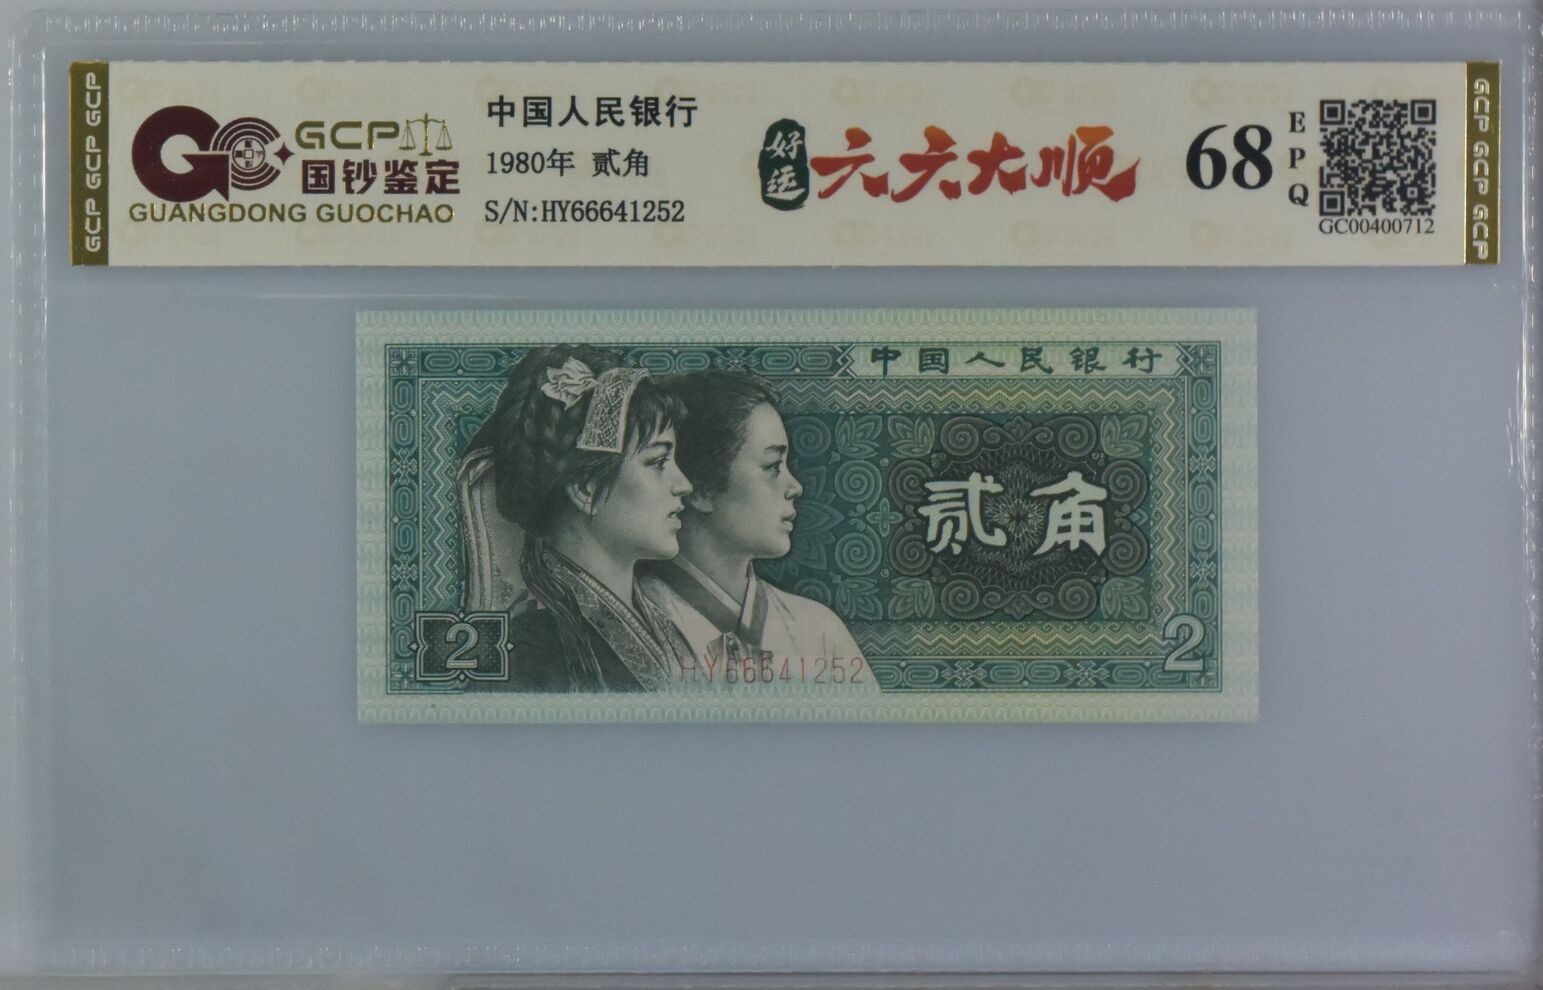 GCP GCP GCP
GCP
国钞鉴定
GUANGDONG GUOCHAO
中国人民银行
1980年 贰角
S/N:HY66641252
好运
六六大顺
68
EPQ
GC00400712
GCP GCP GCP
中国人民银行
贰角
2
2
HY66641252